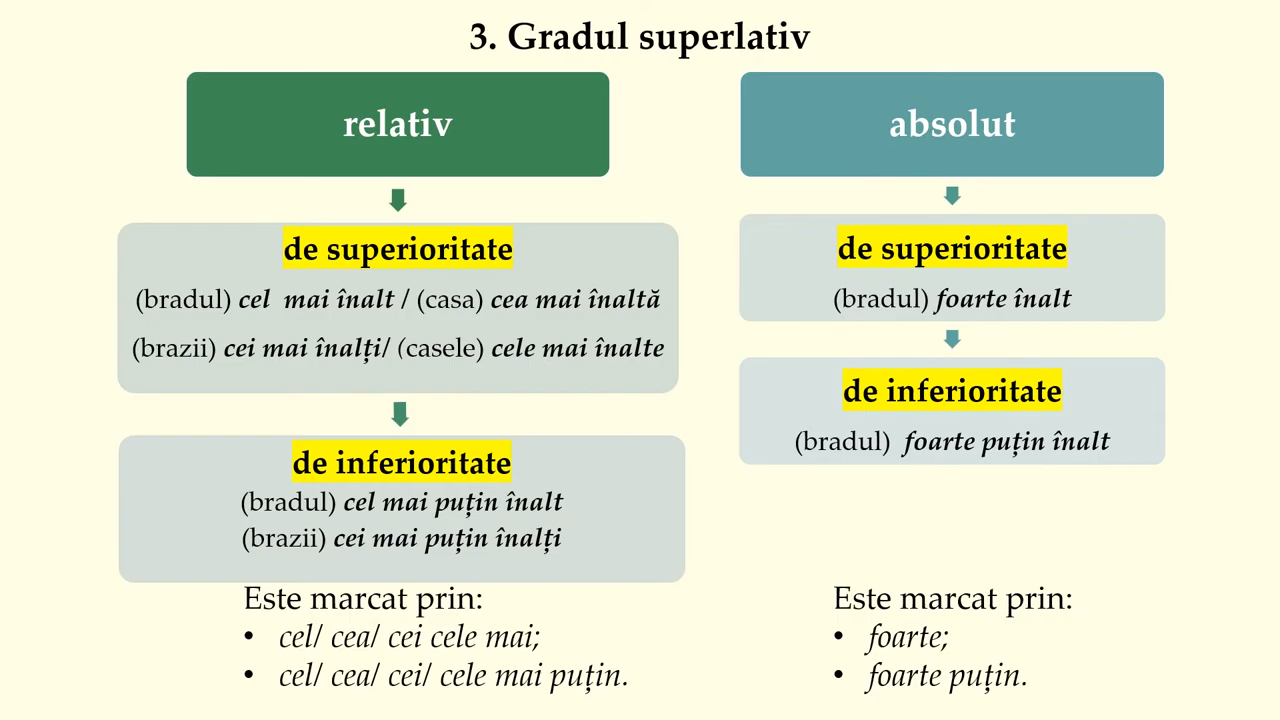 3. Gradul superlativ
relativ
de superioritate
(bradul) cel mai înalt / (casa) cea mai înaltă
(brazii) cei mai înalți/ (casele) cele mai înalte
de inferioritate
(bradul) cel mai puțin înalt
(brazii) cei mai puțin înalți
Este marcat prin:
• cel/ cea/ cei cele mai;
• cel/ cea/ cei/ cele mai puțin.
absolut
de superioritate
(bradul) foarte înalt
de inferioritate
(bradul) foarte puțin înalt
Este marcat prin:
• foarte;
• foarte puțin.